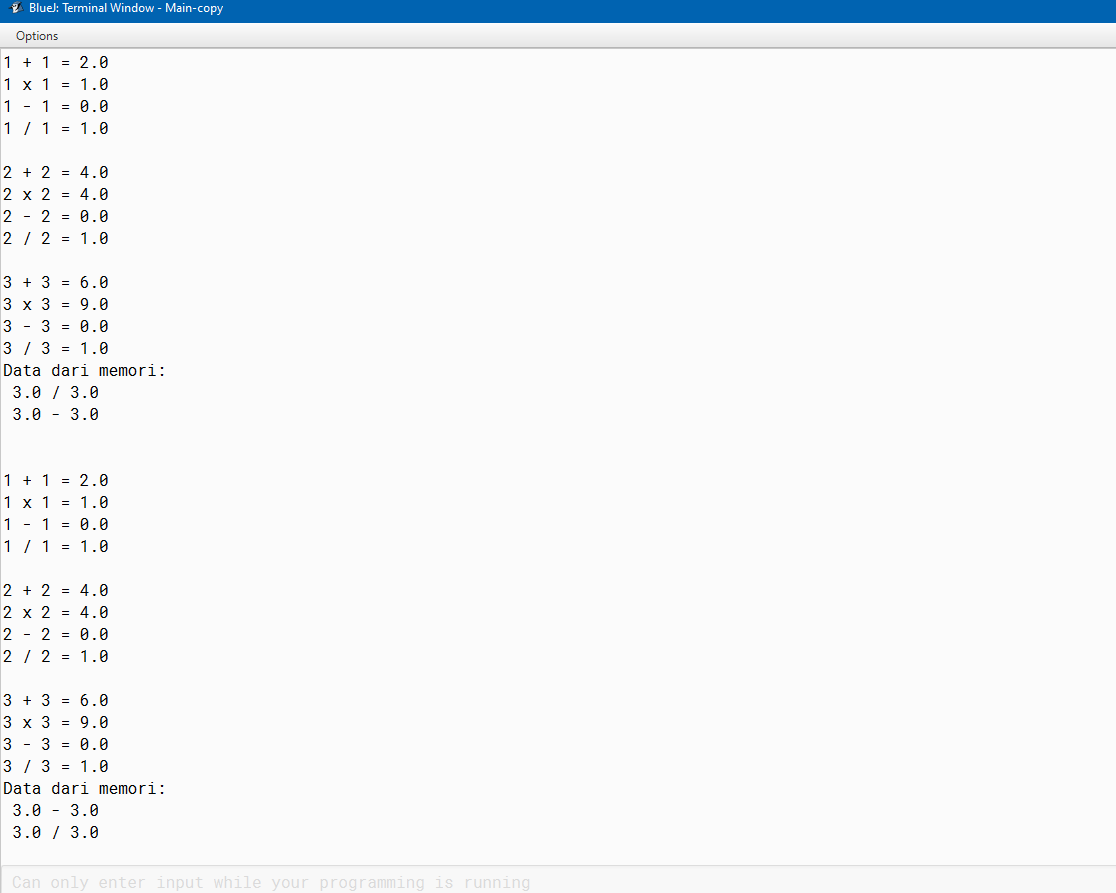 BlueJ: Terminal Window - Main-copy
Options
1 + 1 = 2.0
1 x 1 = 1.0
1 - 1 = 0.0
1 / 1 = 1.0
2 + 2 = 4.0
2 x 2 = 4.0
2 - 2 = 0.0
2 / 2 = 1.0
3 + 3 = 6.0
3 x 3 = 9.0
3 - 3 = 0.0
3 / 3 = 1.0
Data dari memori:
3.0 / 3.0
3.0 - 3.0
1 + 1 = 2.0
1 x 1 = 1.0
1 - 1 = 0.0
1 / 1 = 1.0
2 + 2 = 4.0
2 x 2 = 4.0
2 - 2 = 0.0
2 / 2 = 1.0
3 + 3 = 6.0
3 x 3 = 9.0
3 - 3 = 0.0
3 / 3 = 1.0
Data dari memori:
3.0 - 3.0
3.0 / 3.0
Can only enter input while your programming is running